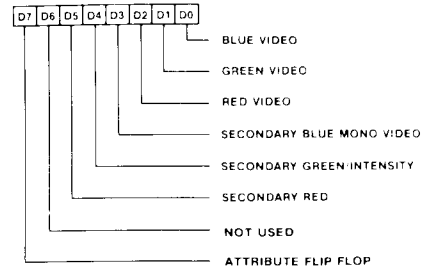 D7 D6 D5 D4 D3 D2 D1 D0
BLUE VIDEO
GREEN VIDEO
RED VIDEO
SECONDARY BLUE MONO VIDEO
SECONDARY GREEN/INTENSITY
SECONDARY RED
NOT USED
ATTRIBUTE FLIP FLOP